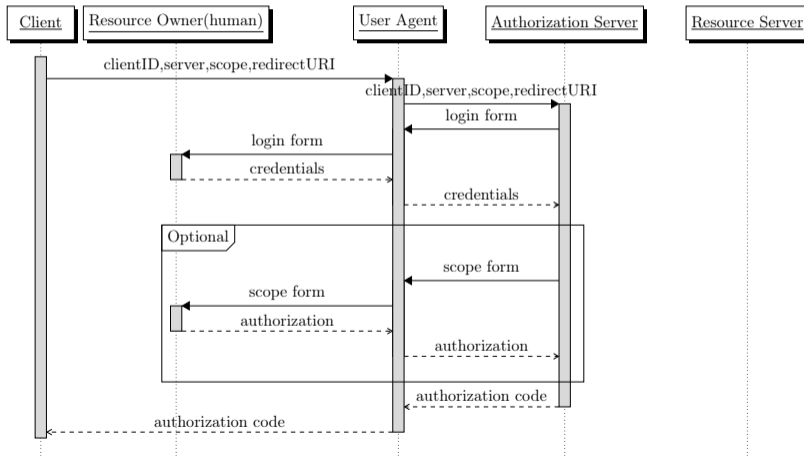 Client
Resource Owner(human)
User Agent
Authorization Server
Resource Server
clientID,server,scope,redirectURI
clientID,server,scope,redirectURI
login form
login form
credentials
credentials
Optional
scope form
scope form
authorization
authorization
authorization code
authorization code